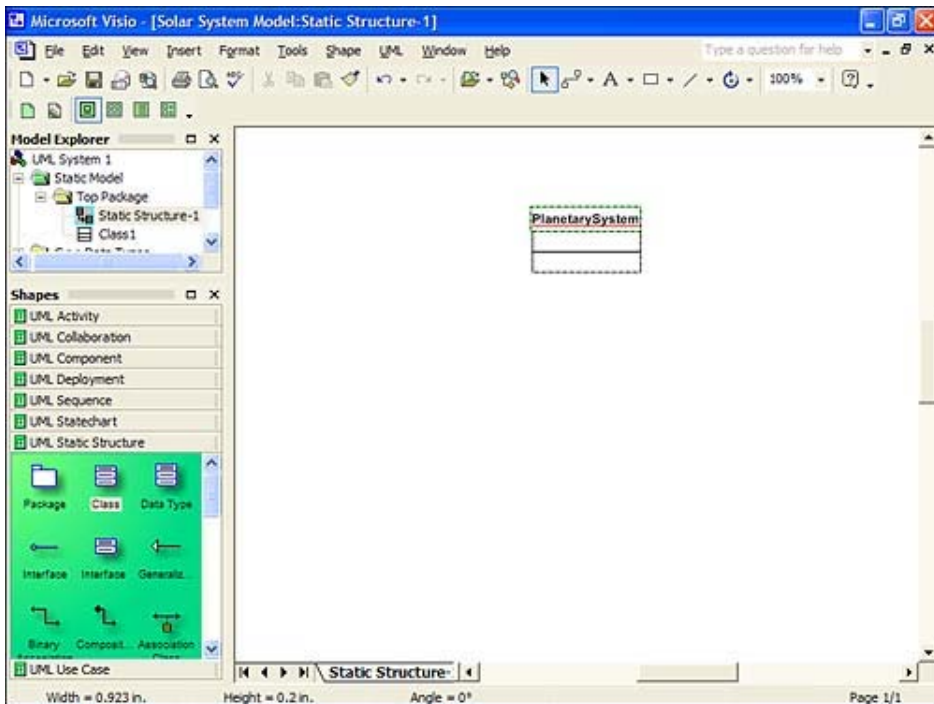 Microsoft Visio - [Solar System Model:Static Structure-1]
File Edit View Insert Format Tools Shape UML Window Help Type a question for help
100%
Model Explorer
UML System 1
Static Model
Top Package
Static Structure-1
Class1
Data Types
Shapes
UML Activity
UML Collaboration
UML Component
UML Deployment
UML Sequence
UML Statechart
UML Static Structure
Package Class Data Type
Interface Interface Generaliz...
Binary Composit... Association
UML Use Case
PlanetarySystem
Static Structure-
Width = 0.923 in. Height = 0.2 in. Angle = 0° Page 1/1